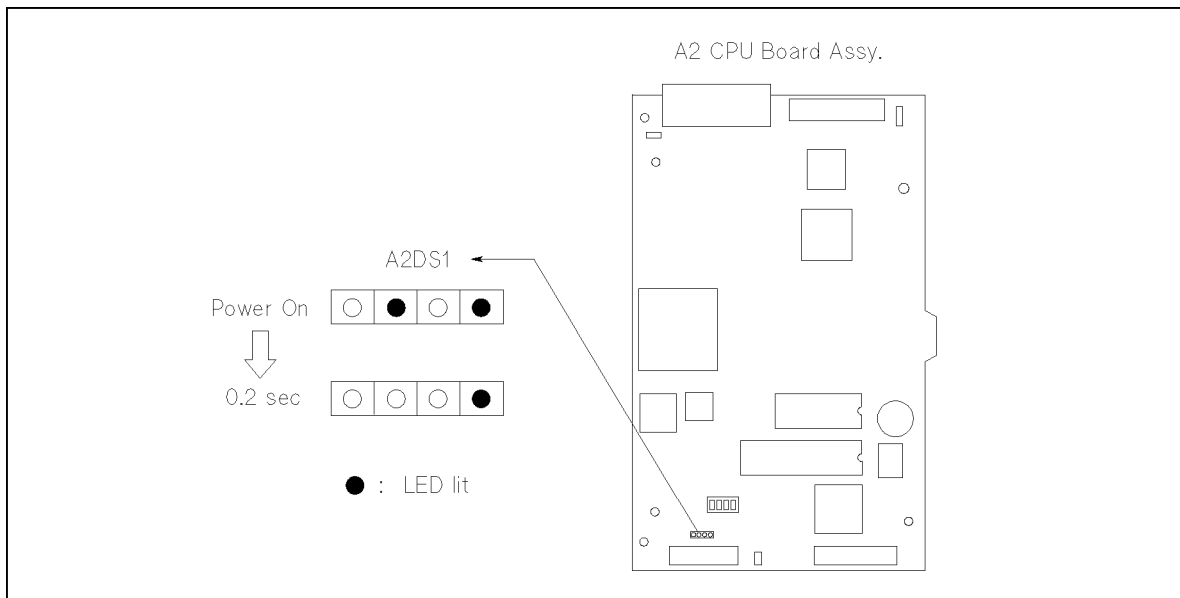 A2 CPU Board Assy.
A2DS1
Power On
0.2 sec
: LED lit